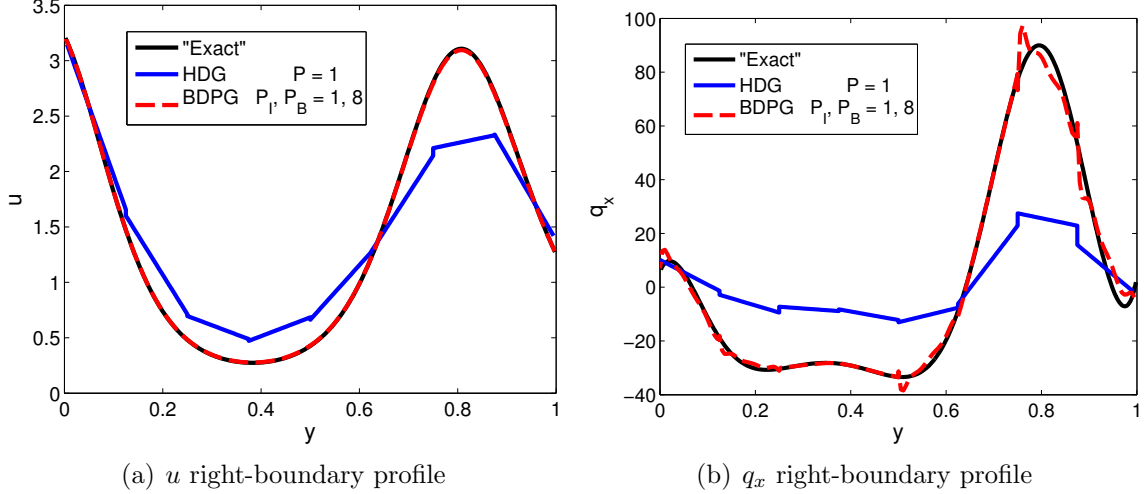 3.5
3
2.5
2
1.5
1
0.5
0
0 0.2 0.4 0.6 0.8 1
u
y
"Exact"
HDG P = 1
BDPG P_I, P_B = 1, 8
100
80
60
40
20
0
−20
−40
0 0.2 0.4 0.6 0.8 1
q_x
y
"Exact"
HDG P = 1
BDPG P_I, P_B = 1, 8
(a) u right-boundary profile
(b) q_x right-boundary profile